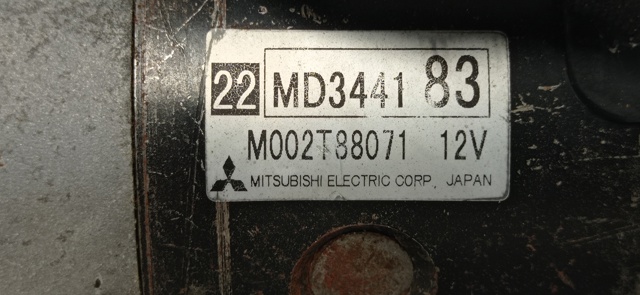 22 MD3441 83
M002T88071 12V
MITSUBISHI ELECTRIC CORP. JAPAN